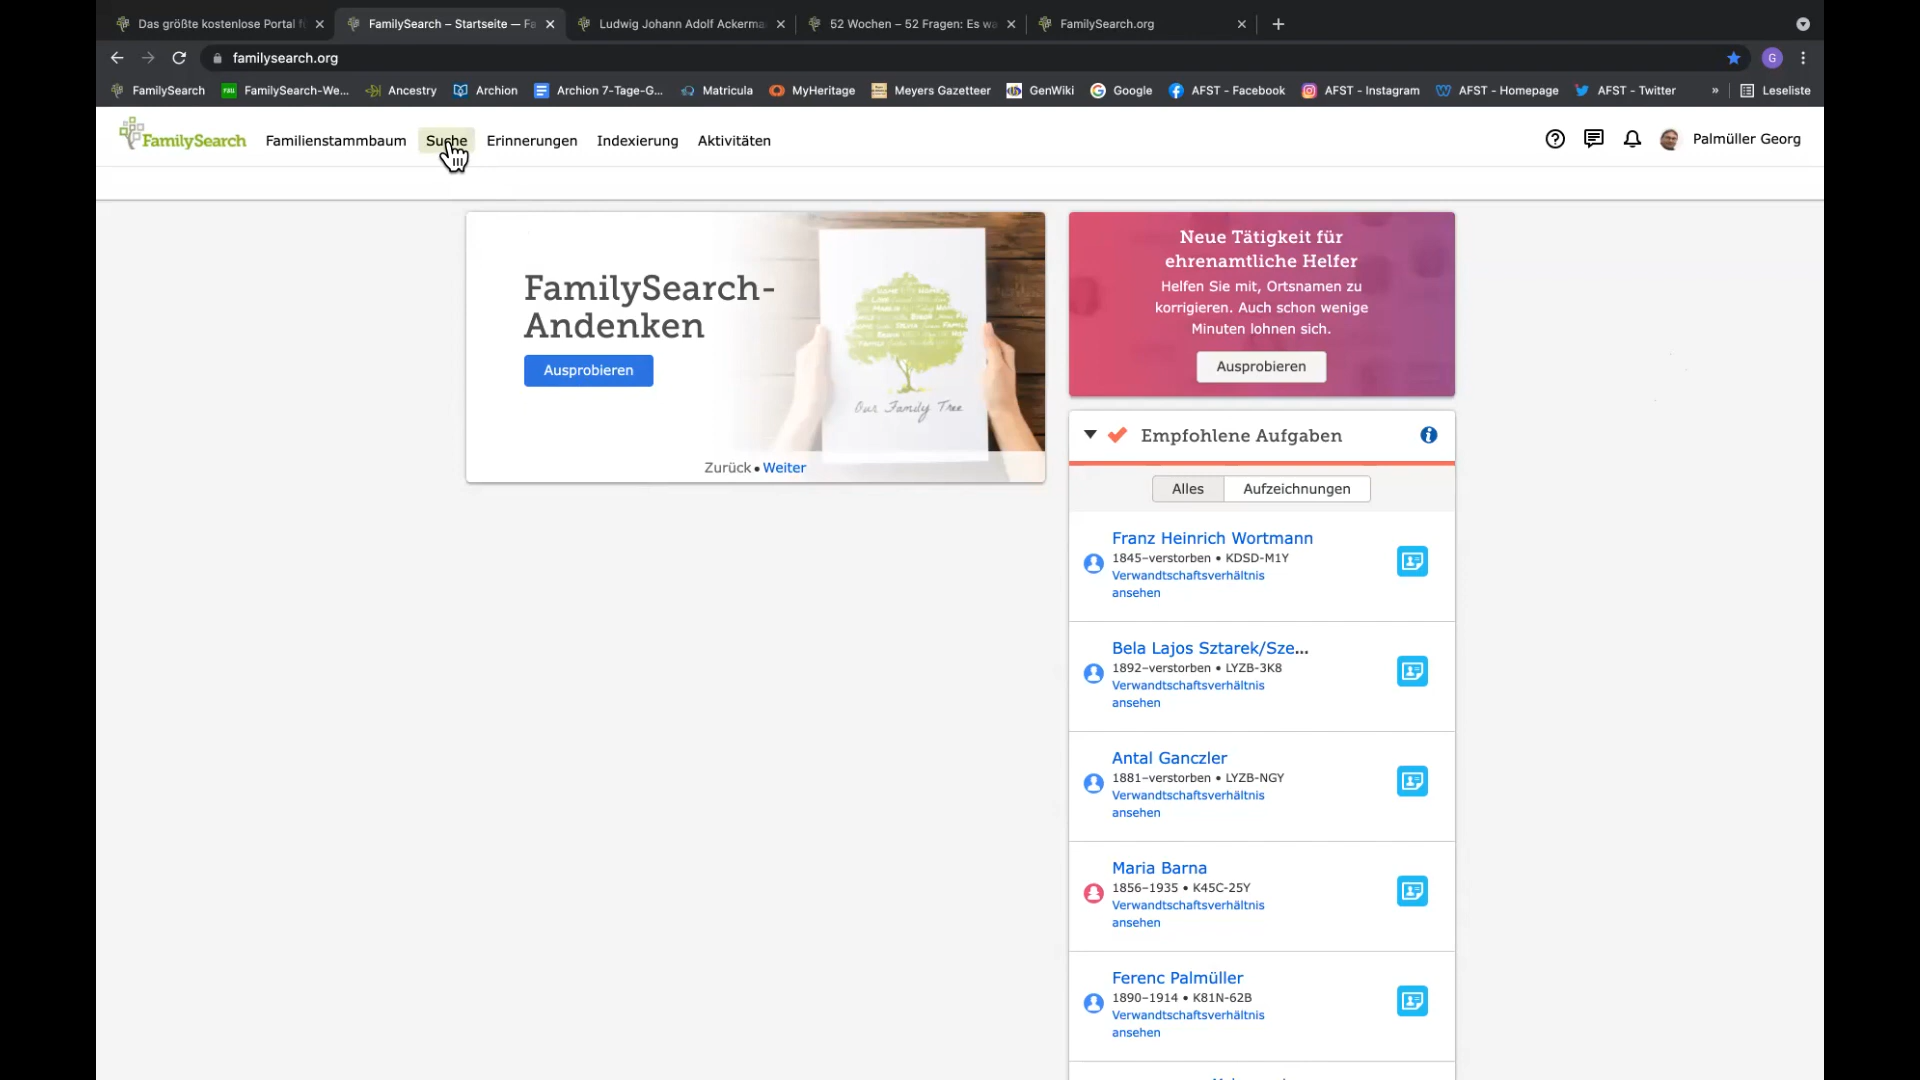 Das größte kostenlose Portal f
FamilySearch – Startseite — Fa
Ludwig Johann Adolf Ackerma
52 Wochen – 52 Fragen: Es wa
FamilySearch.org
familysearch.org
G
FamilySearch
FamilySearch-We...
Ancestry
Archion
Archion 7-Tage-G...
Matricula
MyHeritage
Meyers Gazetteer
GenWiki
Google
AFST - Facebook
AFST - Instagram
AFST - Homepage
AFST - Twitter
»
Leseliste
FamilySearch
Familienstammbaum
Suche
Erinnerungen
Indexierung
Aktivitäten
Palmüller Georg
FamilySearch-
Andenken
Ausprobieren
Our Family Tree
Zurück • Weiter
Neue Tätigkeit für
ehrenamtliche Helfer
Helfen Sie mit, Ortsnamen zu
korrigieren. Auch schon wenige
Minuten lohnen sich.
Ausprobieren
Empfohlene Aufgaben
Alles
Aufzeichnungen
Franz Heinrich Wortmann
1845–verstorben • KDSD-M1Y
Verwandtschaftsverhältnis
ansehen
Bela Lajos Sztarek/Sze...
1892–verstorben • LYZB-3K8
Verwandtschaftsverhältnis
ansehen
Antal Ganczler
1881–verstorben • LYZB-NGY
Verwandtschaftsverhältnis
ansehen
Maria Barna
1856–1935 • K45C-25Y
Verwandtschaftsverhältnis
ansehen
Ferenc Palmüller
1890–1914 • K81N-62B
Verwandtschaftsverhältnis
ansehen